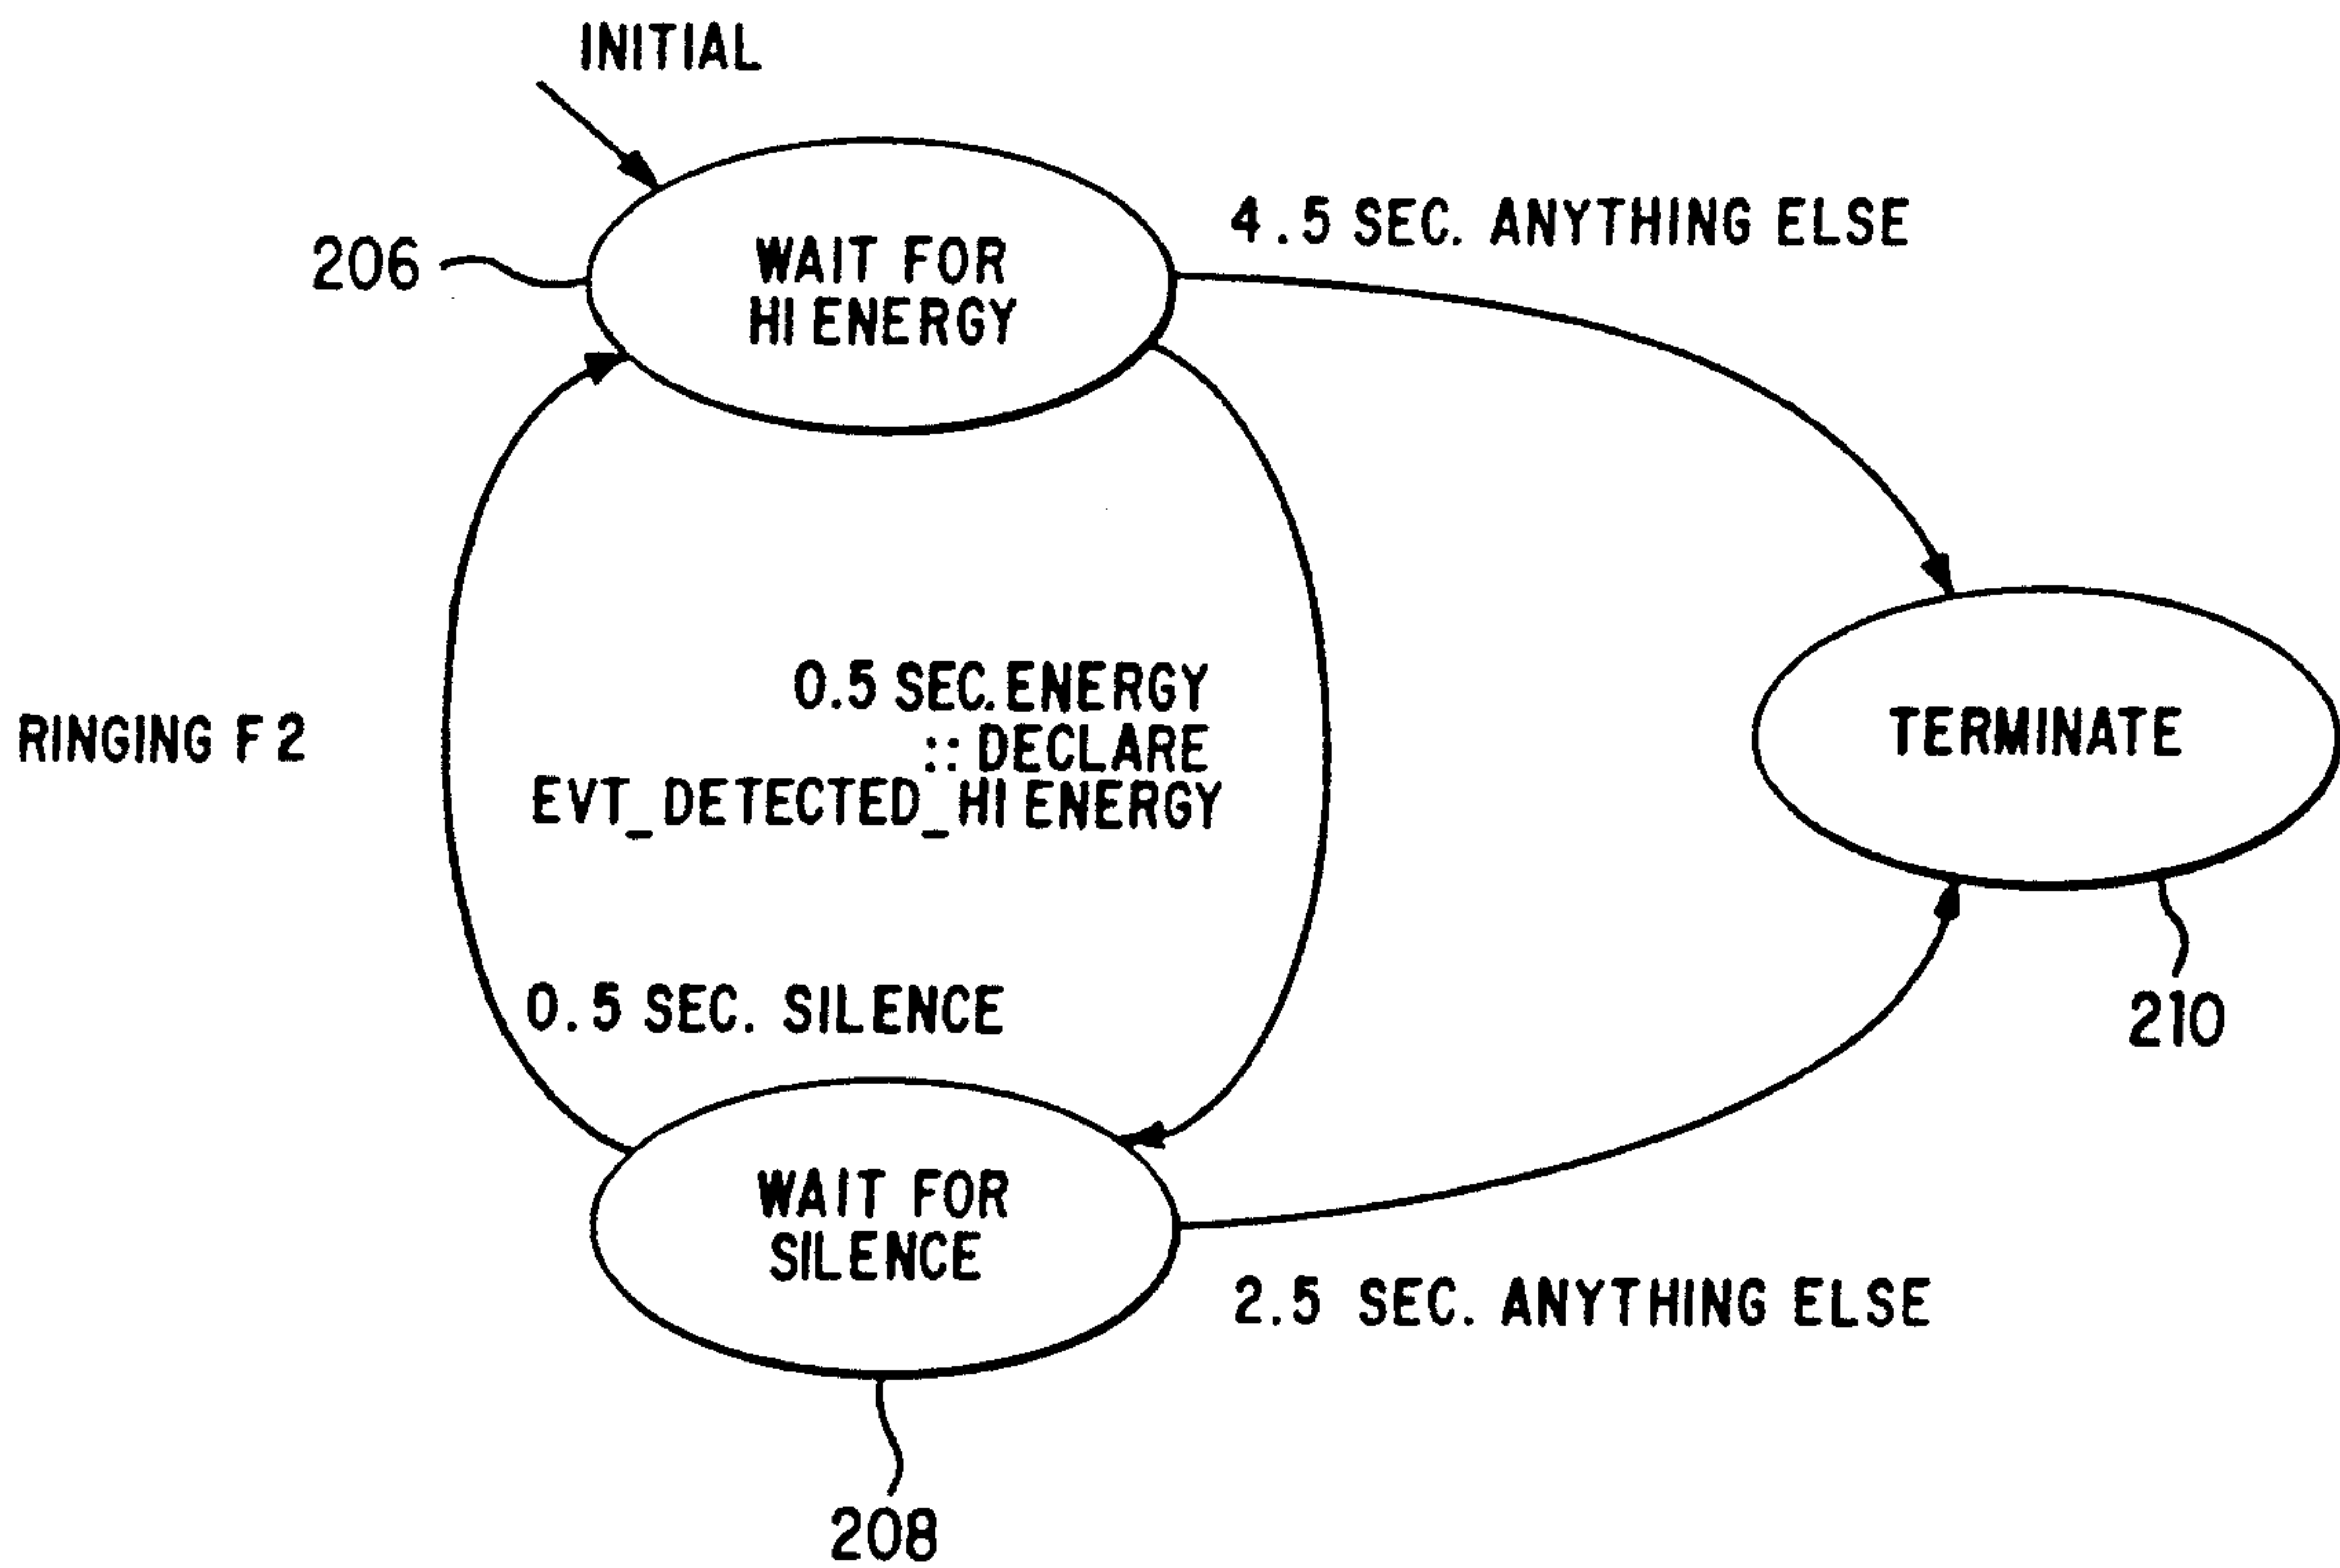 INITIAL
206
WAIT FOR
HI ENERGY
4.5 SEC. ANYTHING ELSE
RINGING F2
0.5 SEC. ENERGY
:: DECLARE
EVT_DETECTED_HI ENERGY
TERMINATE
0.5 SEC. SILENCE
210
WAIT FOR
SILENCE
2.5 SEC. ANYTHING ELSE
208